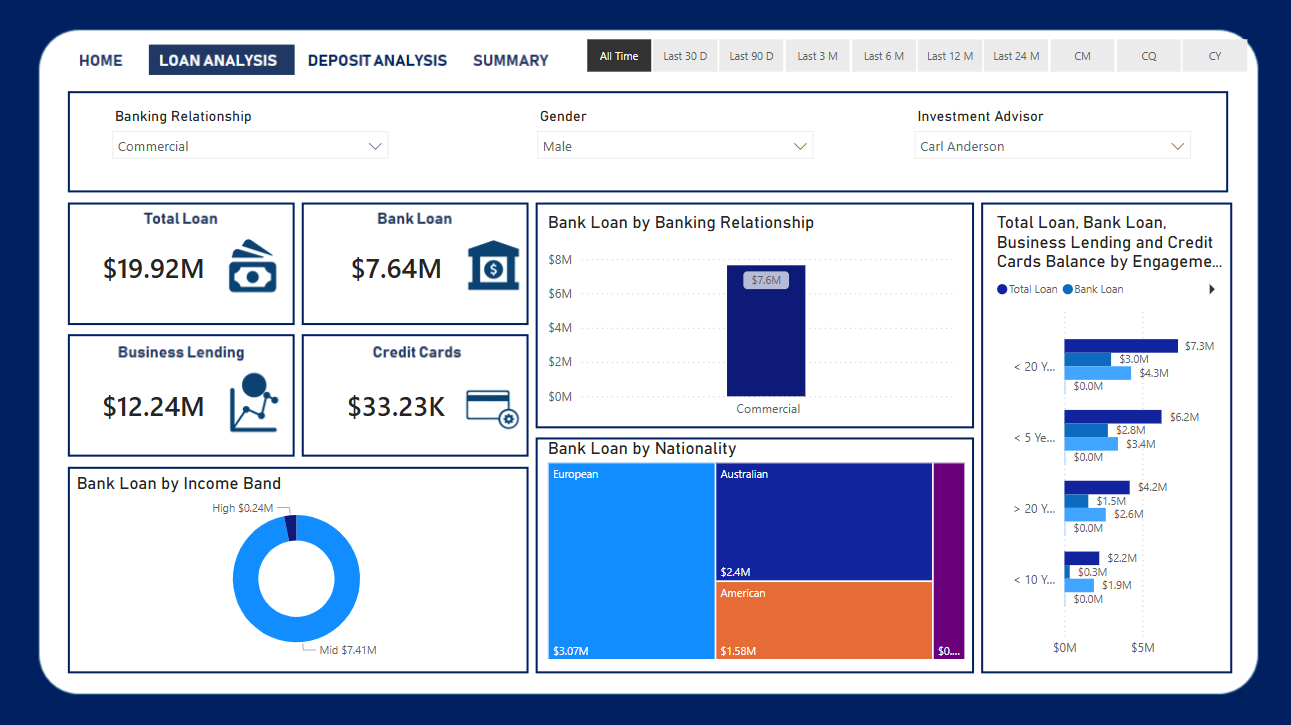 HOME
LOAN ANALYSIS
DEPOSIT ANALYSIS
SUMMARY
All Time
Last 30 D
Last 90 D
Last 3 M
Last 6 M
Last 12 M
Last 24 M
CM
CQ
CY
Banking Relationship
Commercial
Gender
Male
Investment Advisor
Carl Anderson
Total Loan
$19.92M
Bank Loan
$7.64M
Business Lending
$12.24M
Credit Cards
$33.23K
Bank Loan by Income Band
High $0.24M
Mid $7.41M
Bank Loan by Banking Relationship
$8M
$6M
$4M
$2M
$0M
$7.6M
Commercial
Bank Loan by Nationality
European
$3.07M
Australian
$2.4M
American
$1.58M
$0....
Total Loan, Bank Loan,
Business Lending and Credit
Cards Balance by Engageme...
Total Loan
Bank Loan
< 20 Y...
$7.3M
$3.0M
$4.3M
$0.0M
< 5 Ye...
$6.2M
$2.8M
$3.4M
$0.0M
> 20 Y...
$4.2M
$1.5M
$2.6M
$0.0M
< 10 Y...
$2.2M
$0.3M
$1.9M
$0.0M
$0M
$5M